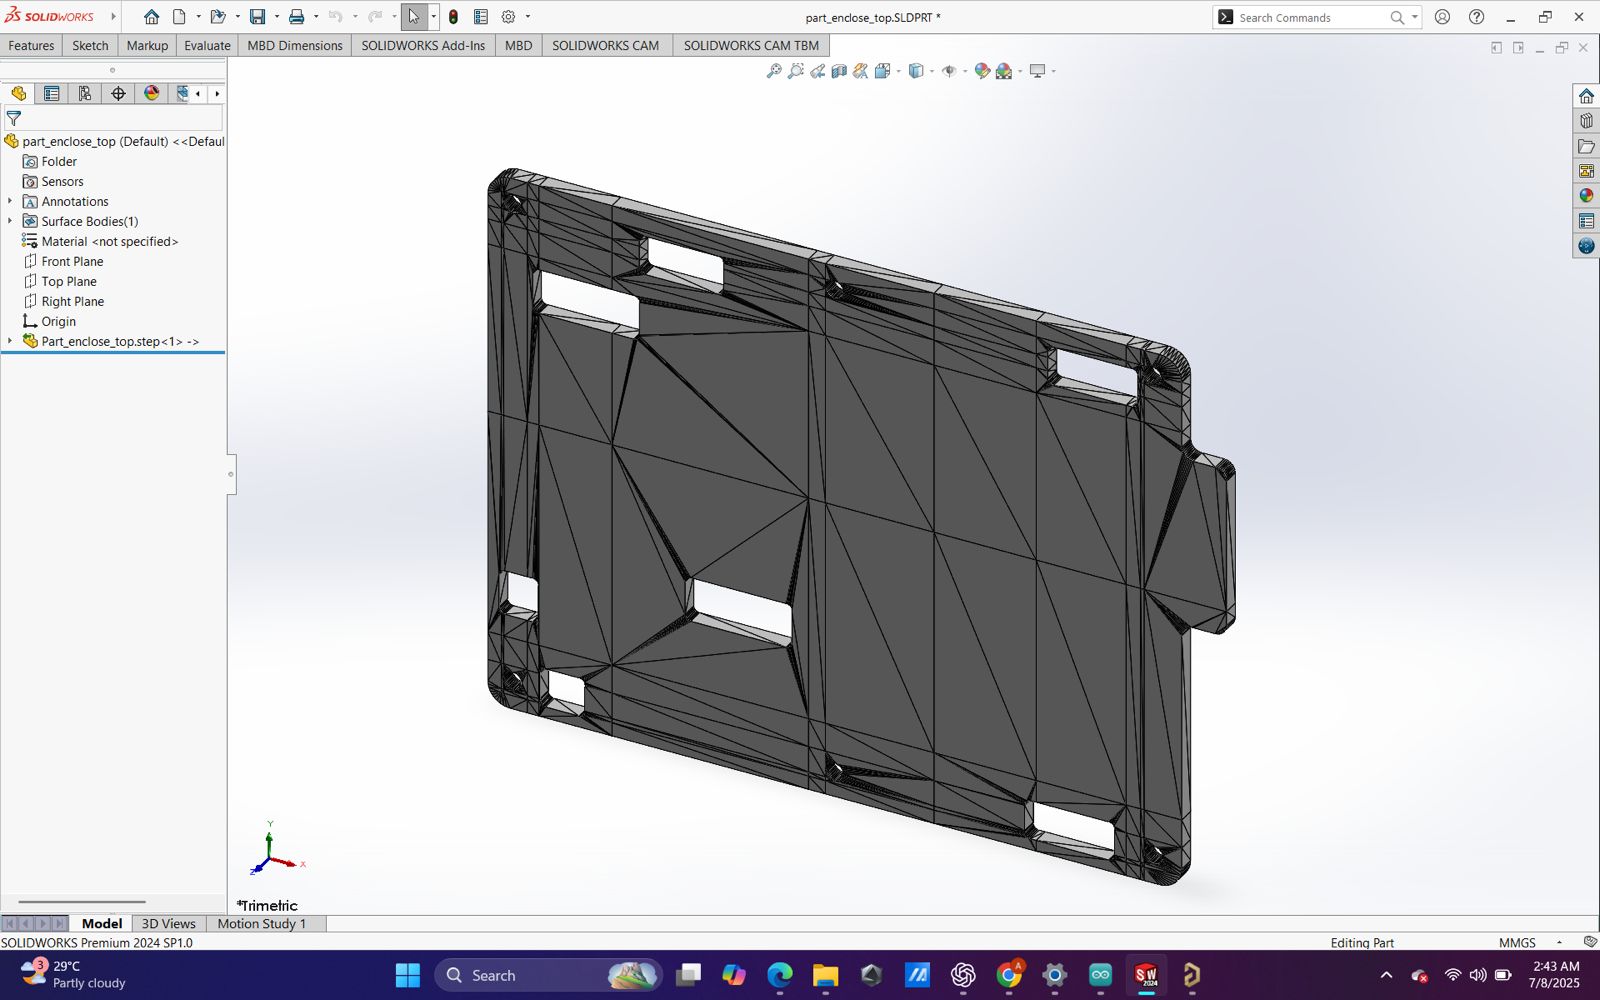 SOLIDWORKS
part_enclose_top.SLDPRT *
Search Commands
Features Sketch Markup Evaluate MBD Dimensions SOLIDWORKS Add-Ins MBD SOLIDWORKS CAM SOLIDWORKS CAM TBM
part_enclose_top (Default) <<Defaul
Folder
Sensors
Annotations
Surface Bodies(1)
Material <not specified>
Front Plane
Top Plane
Right Plane
Origin
Part_enclose_top.step<1> ->
Y
X
Z
*Trimetric
Model 3D Views Motion Study 1
SOLIDWORKS Premium 2024 SP1.0
Editing Part
MMGS
3
29°C
Partly cloudy
Search
A
SW
2024
2:43 AM
7/8/2025